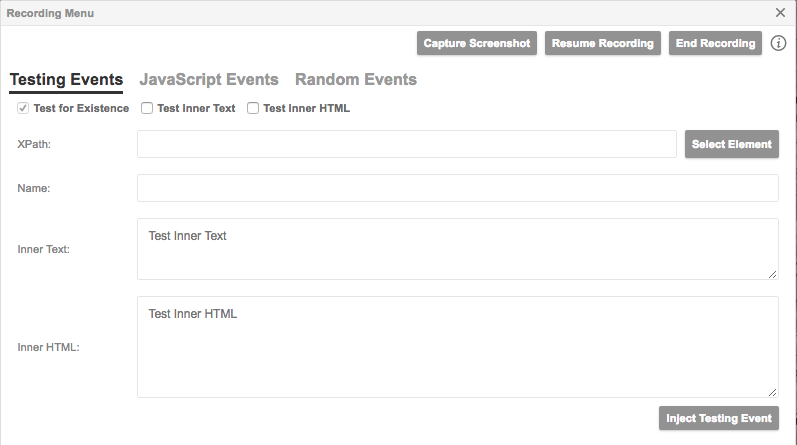 Recording Menu
Capture Screenshot Resume Recording End Recording
Testing Events JavaScript Events Random Events
Test for Existence Test Inner Text Test Inner HTML
XPath: Select Element
Name:
Inner Text: Test Inner Text
Inner HTML: Test Inner HTML
Inject Testing Event